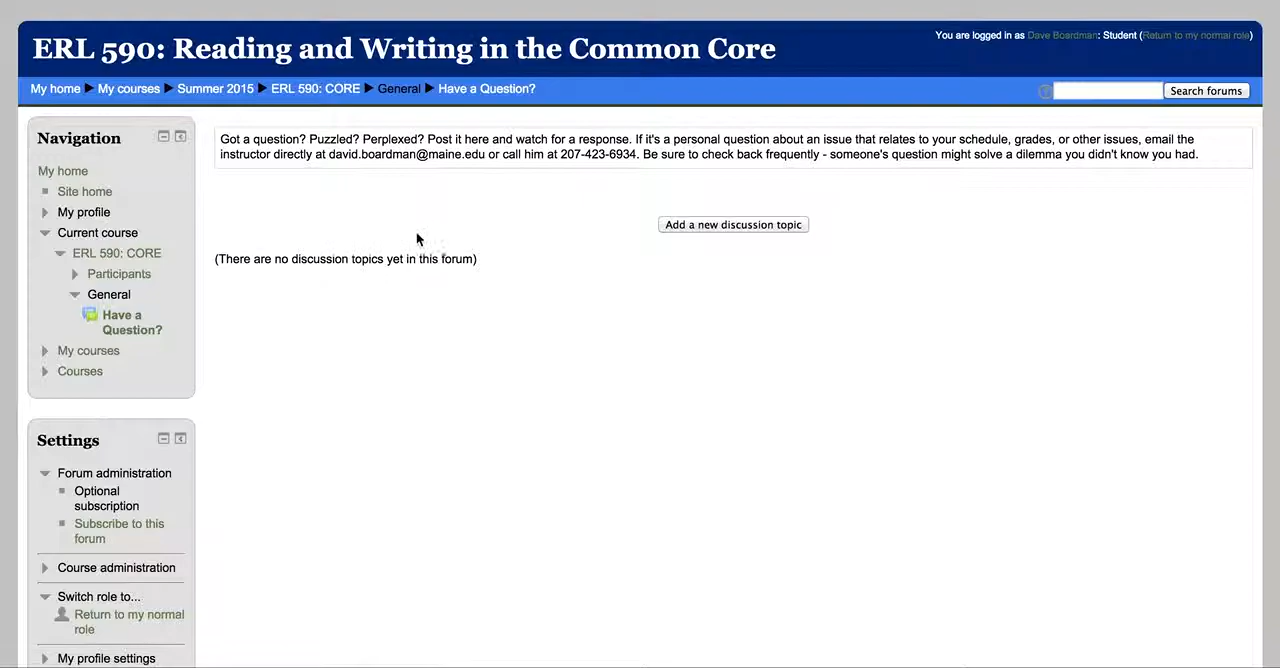 ERL 590: Reading and Writing in the Common Core
You are logged in as Dave Boardman: Student (Return to my normal role)
My home ► My courses ► Summer 2015 ► ERL 590: CORE ► General ► Have a Question?
Search forums
Navigation
My home
Site home
My profile
Current course
ERL 590: CORE
Participants
General
Have a
Question?
My courses
Courses
Settings
Forum administration
Optional
subscription
Subscribe to this
forum
Course administration
Switch role to...
Return to my normal
role
My profile settings
Got a question? Puzzled? Perplexed? Post it here and watch for a response. If it's a personal question about an issue that relates to your schedule, grades, or other issues, email the
instructor directly at david.boardman@maine.edu or call him at 207-423-6934. Be sure to check back frequently - someone's question might solve a dilemma you didn't know you had.
Add a new discussion topic
(There are no discussion topics yet in this forum)